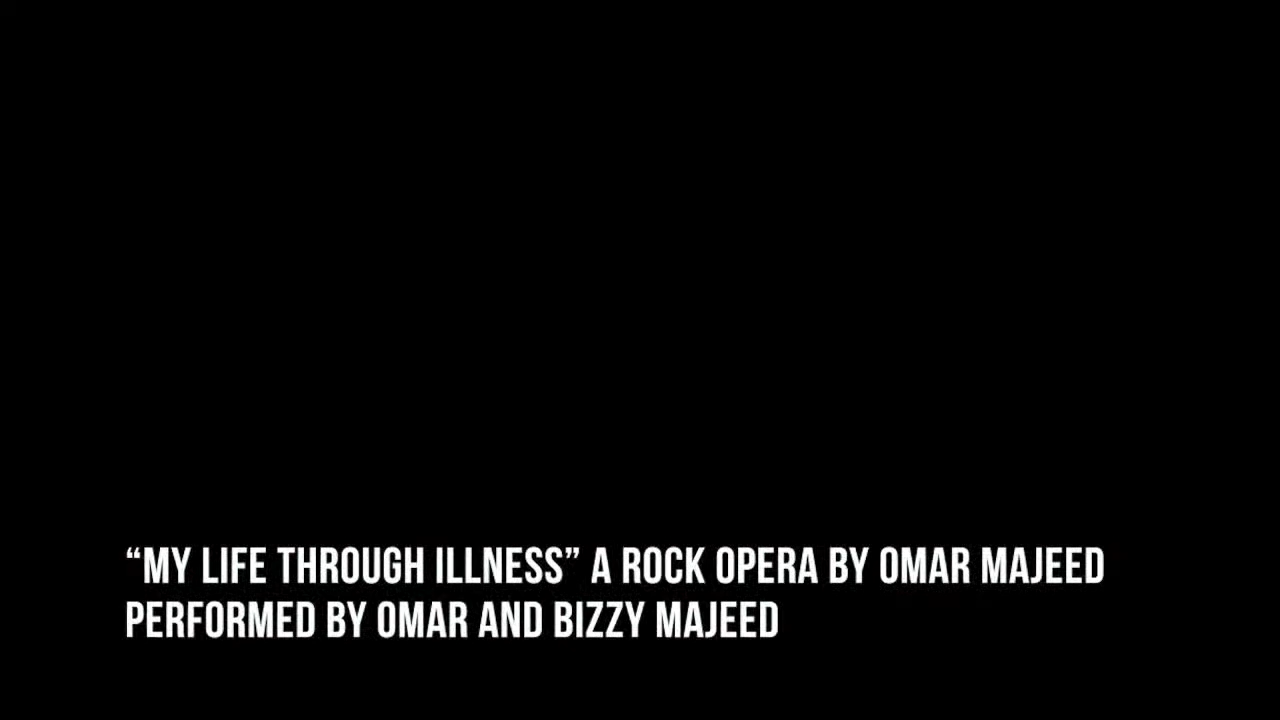 “MY LIFE THROUGH ILLNESS” A ROCK OPERA BY OMAR MAJEED
PERFORMED BY OMAR AND BIZZY MAJEED